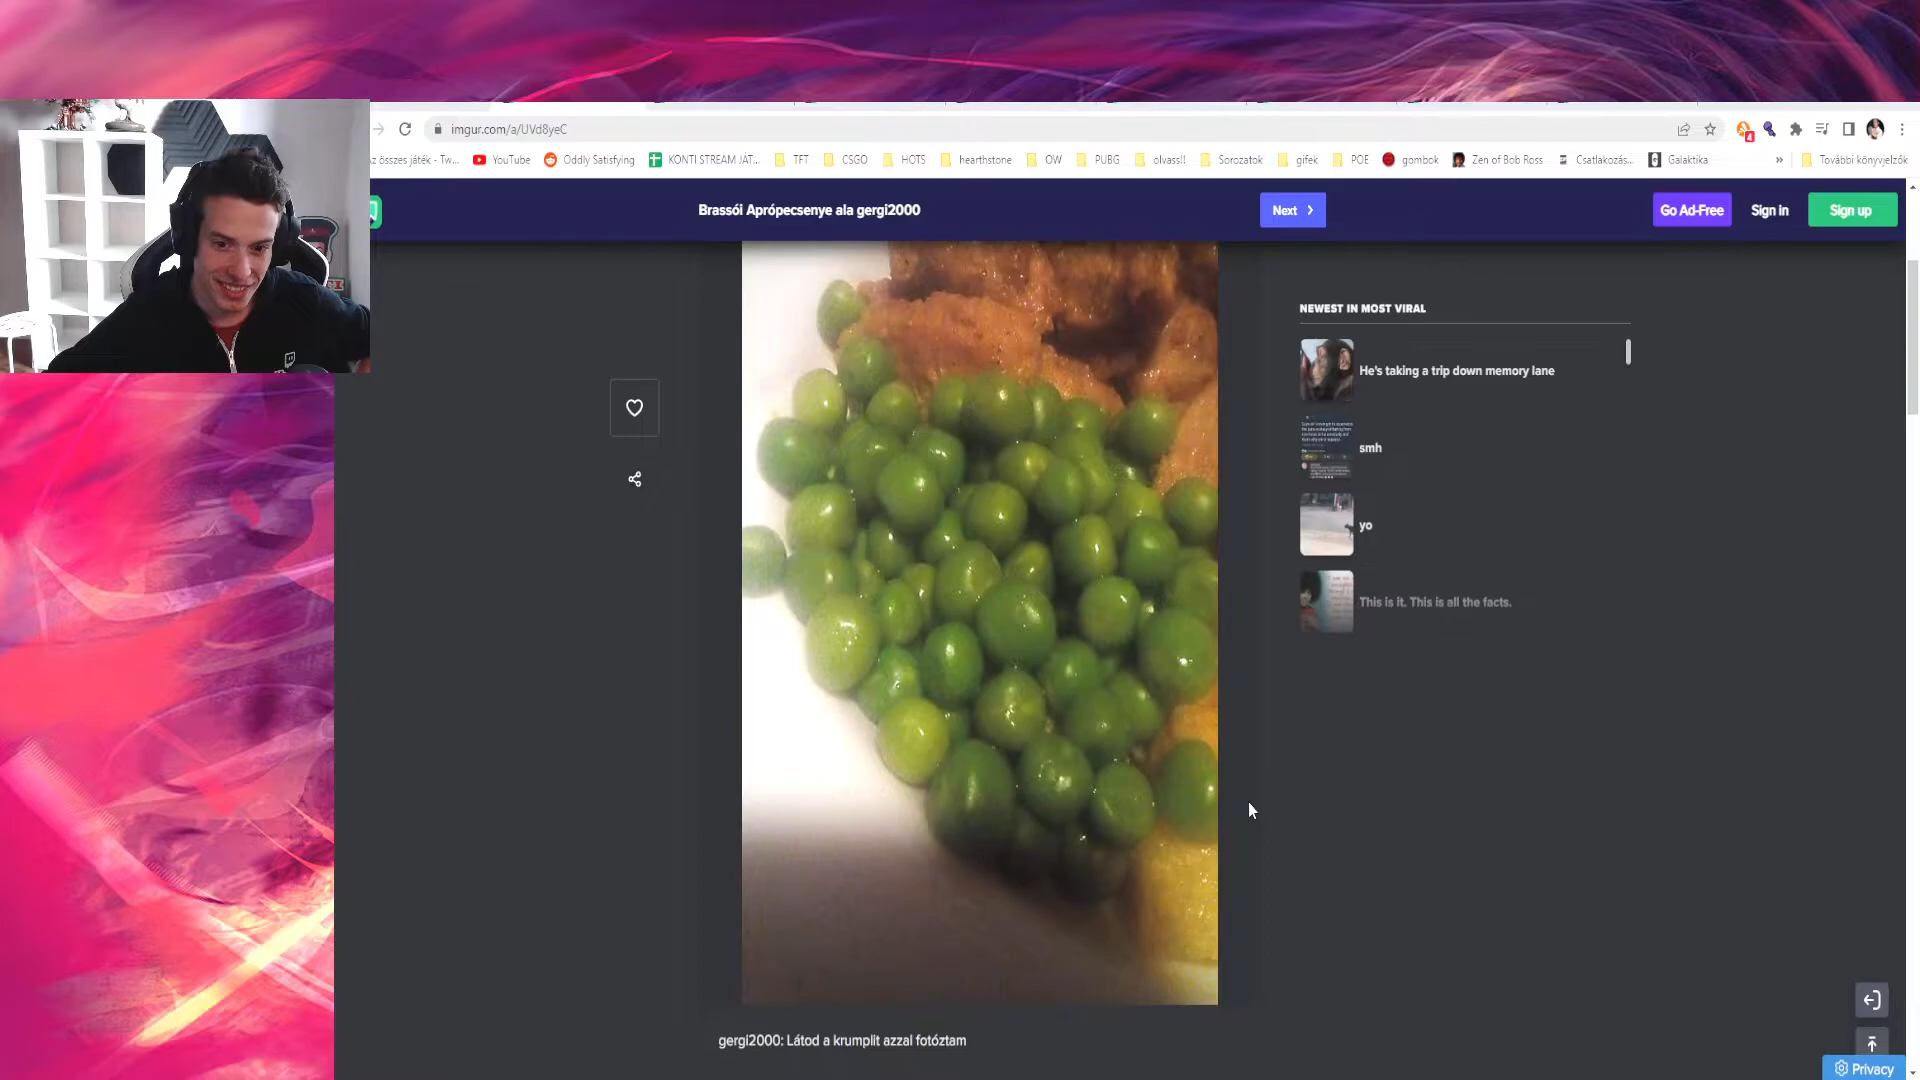 imgur.com/a/UVd8yeC
az összes játék - Tw...
YouTube
Oddly Satisfying
KONTI STREAM JÁT...
TFT
CSGO
HOTS
hearthstone
OW
PUBG
olvass!!
Sorozatok
gifek
POE
gombok
Zen of Bob Ross
Csatlakozás...
Galaktika
»
További könyvjelzők
Brassói Aprópecsenye ala gergi2000
Next
Go Ad-Free
Sign in
Sign up
NEWEST IN MOST VIRAL
He's taking a trip down memory lane
smh
yo
This is it. This is all the facts.
gergi2000: Látod a krumplit azzal fotóztam
Privacy